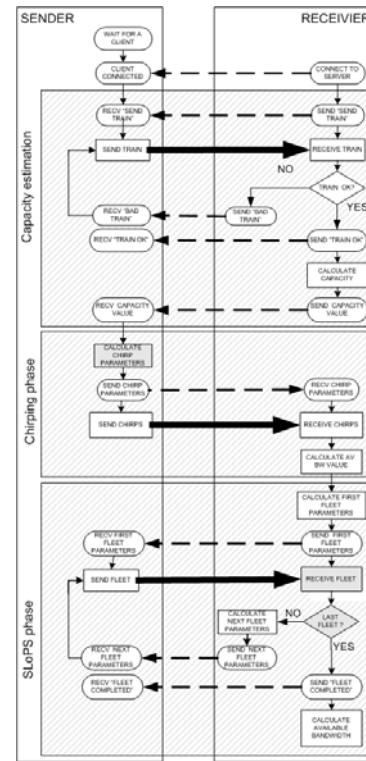 SENDER
RECEIVIER
WAIT FOR A
CLIENT
CLIENT
CONNECTED
CONNECT TO
SERVER
Capacity estimation
RECV "SEND
TRAIN"
SEND "SEND
TRAIN"
SEND TRAIN
RECEIVE TRAIN
NO
TRAIN OK?
RECV "BAD
TRAIN"
SEND "BAD
TRAIN"
YES
RECV "TRAIN OK"
SEND "TRAIN OK"
CALCULATE
CAPACITY
RECV CAPACITY
VALUE
SEND CAPACITY
VALUE
Chirping phase
CALCULATE
CHIRP
PARAMETERS
SEND CHIRP
PARAMETERS
RECV CHIRP
PARAMETERS
SEND CHIRPS
RECEIVE CHIRPS
CALCULATE AV
BW VALUE
SLoPS phase
CALCULATE FIRST
FLEET
PARAMETERS
RECV FIRST
FLEET
PARAMETERS
SEND FIRST
FLEET
PARAMETERS
SEND FLEET
RECEIVE FLEET
CALCULATE
NEXT FLEET
PARAMETERS
NO
LAST
FLEET ?
RECV NEXT
FLEET
PARAMETERS
SEND NEXT
FLEET
PARAMETERS
YES
RECV "FLEET
COMPLETED"
SEND "FLEET
COMPLETED"
CALCULATE
AVAILABLE
BANDWIDTH